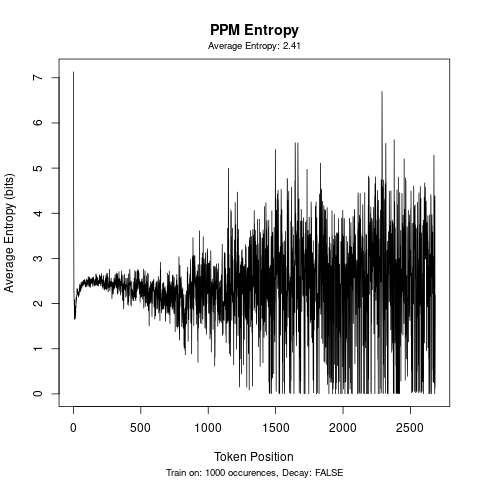 PPM Entropy
Average Entropy: 2.41
Average Entropy (bits)
7
6
5
4
3
2
1
0
0 500 1000 1500 2000 2500
Token Position
Train on: 1000 occurences, Decay: FALSE